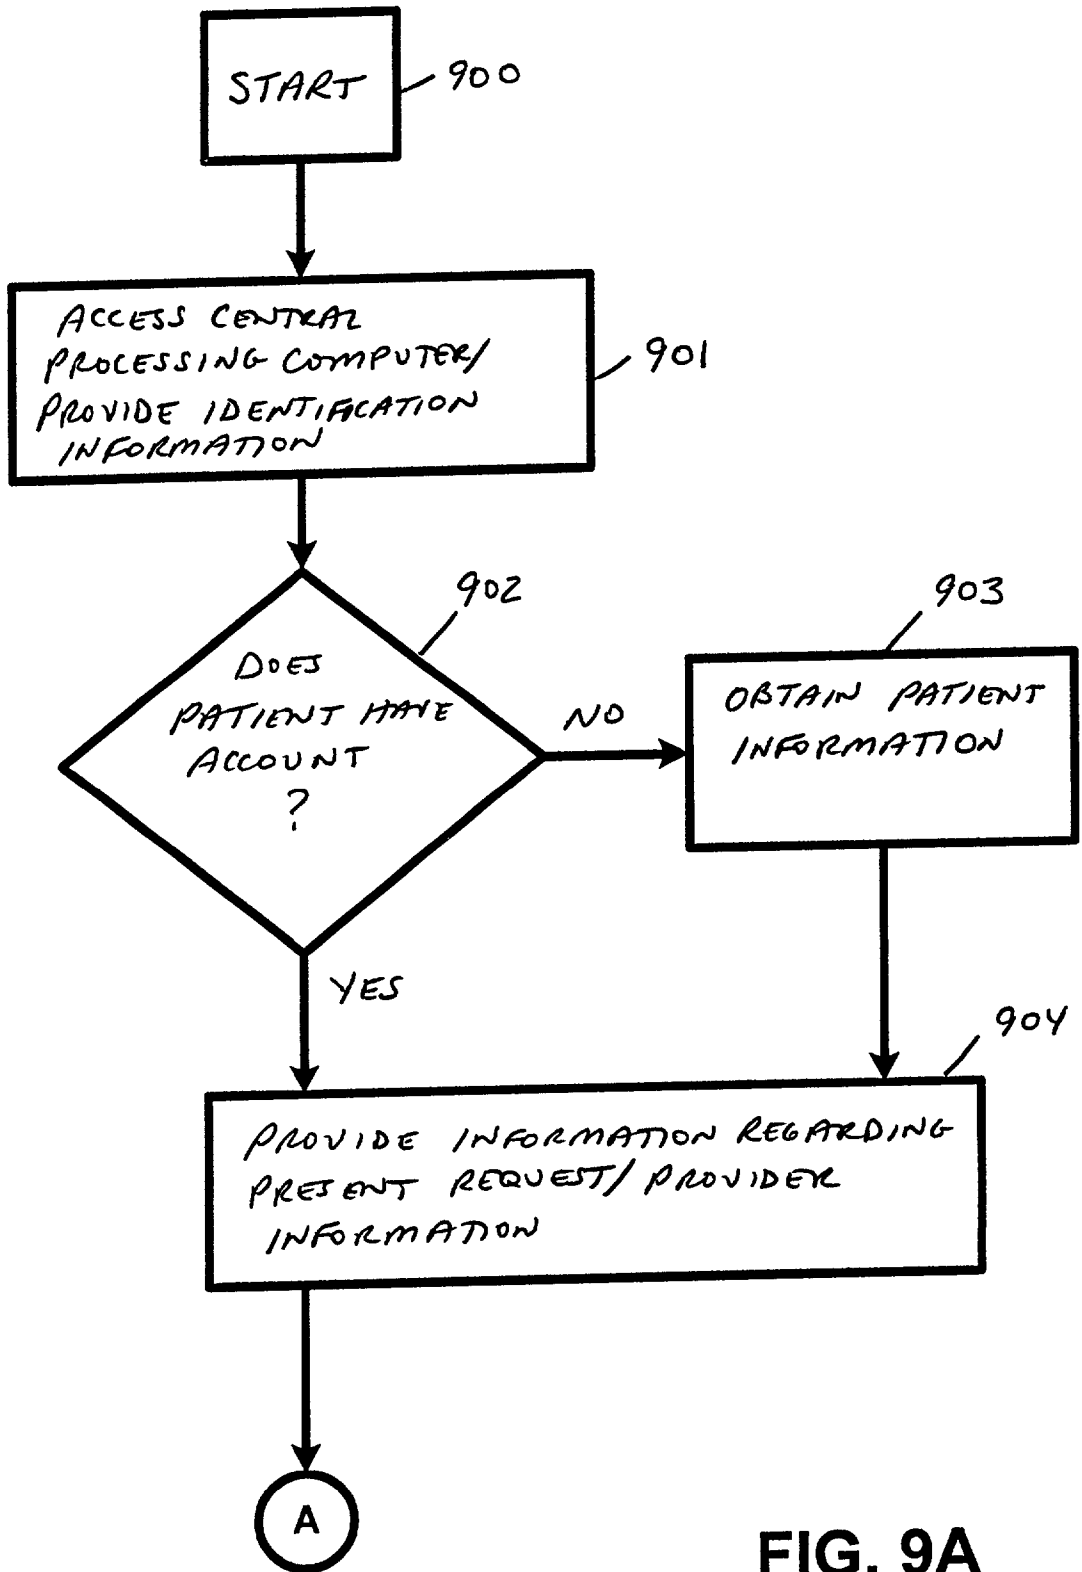 START
900
ACCESS CENTRAL
PROCESSING COMPUTER/
PROVIDE IDENTIFICATION
INFORMATION
901
902
DOES
PATIENT HAVE
ACCOUNT
?
NO
903
OBTAIN PATIENT
INFORMATION
YES
904
PROVIDE INFORMATION REGARDING
PRESENT REQUEST/PROVIDER
INFORMATION
A
FIG. 9A